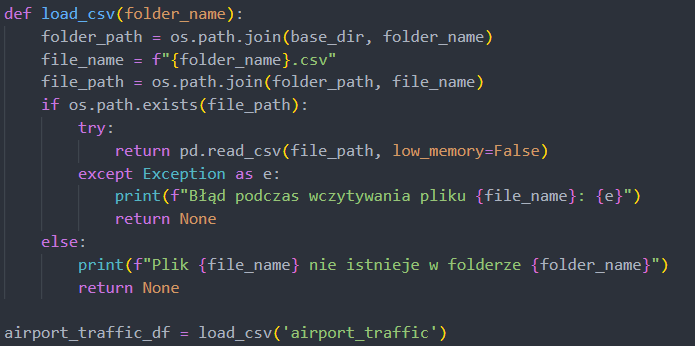 def load_csv(folder_name):
    folder_path = os.path.join(base_dir, folder_name)
    file_name = f"{folder_name}.csv"
    file_path = os.path.join(folder_path, file_name)
    if os.path.exists(file_path):
        try:
            return pd.read_csv(file_path, low_memory=False)
        except Exception as e:
            print(f"Błąd podczas wczytywania pliku {file_name}: {e}")
            return None
    else:
        print(f"Plik {file_name} nie istnieje w folderze {folder_name}")
        return None

airport_traffic_df = load_csv('airport_traffic')